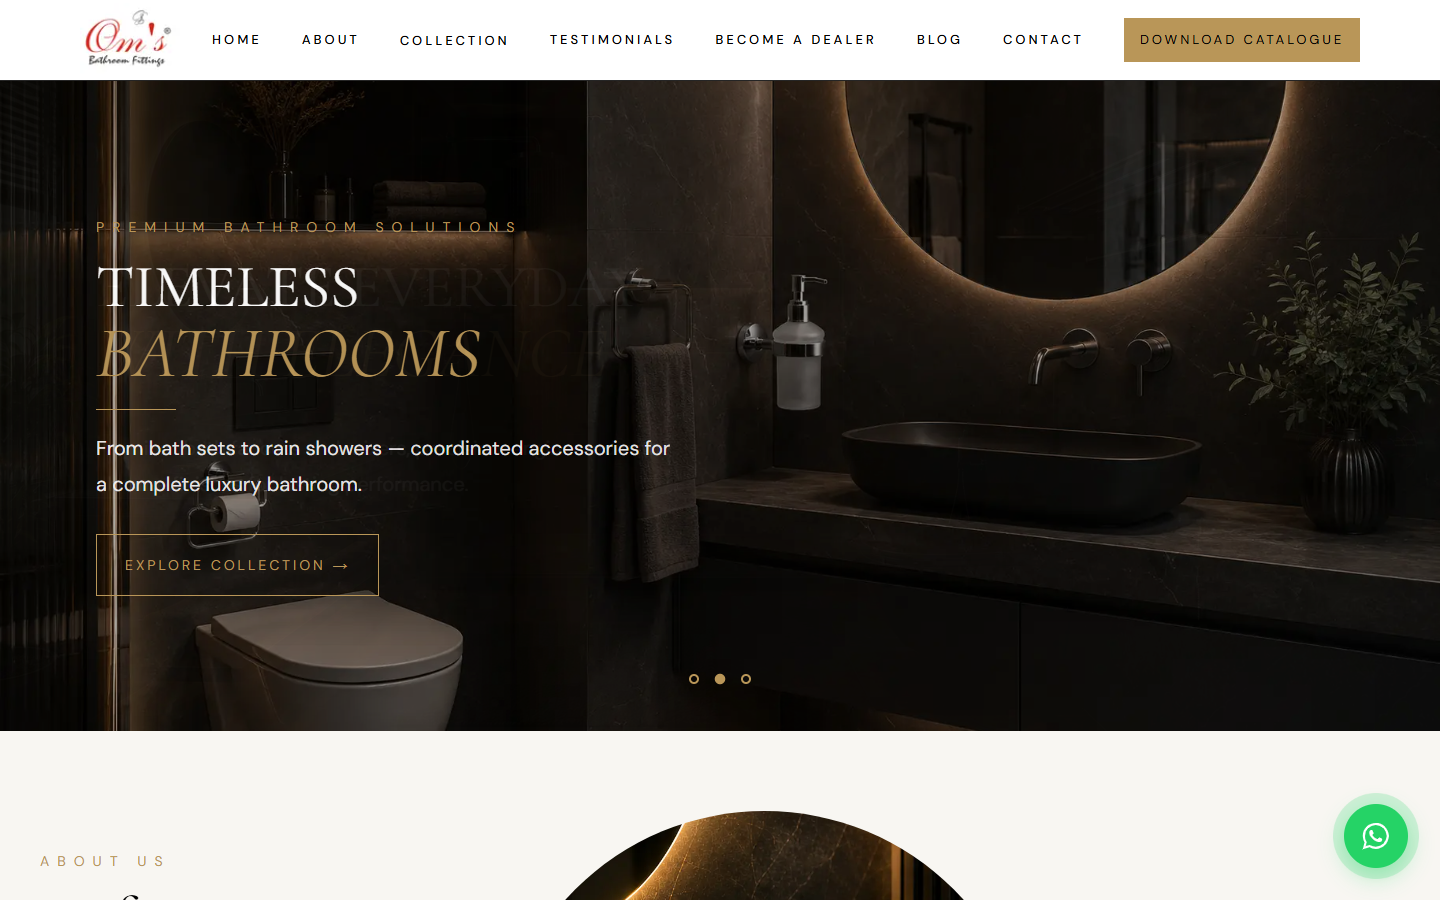 Om's®
Bathroom Fittings
HOME
ABOUT
COLLECTION
TESTIMONIALS
BECOME A DEALER
BLOG
CONTACT
DOWNLOAD CATALOGUE
PREMIUM BATHROOM SOLUTIONS
TIMELESS
BATHROOMS
From bath sets to rain showers — coordinated accessories for
a complete luxury bathroom.
EXPLORE COLLECTION →
ABOUT US